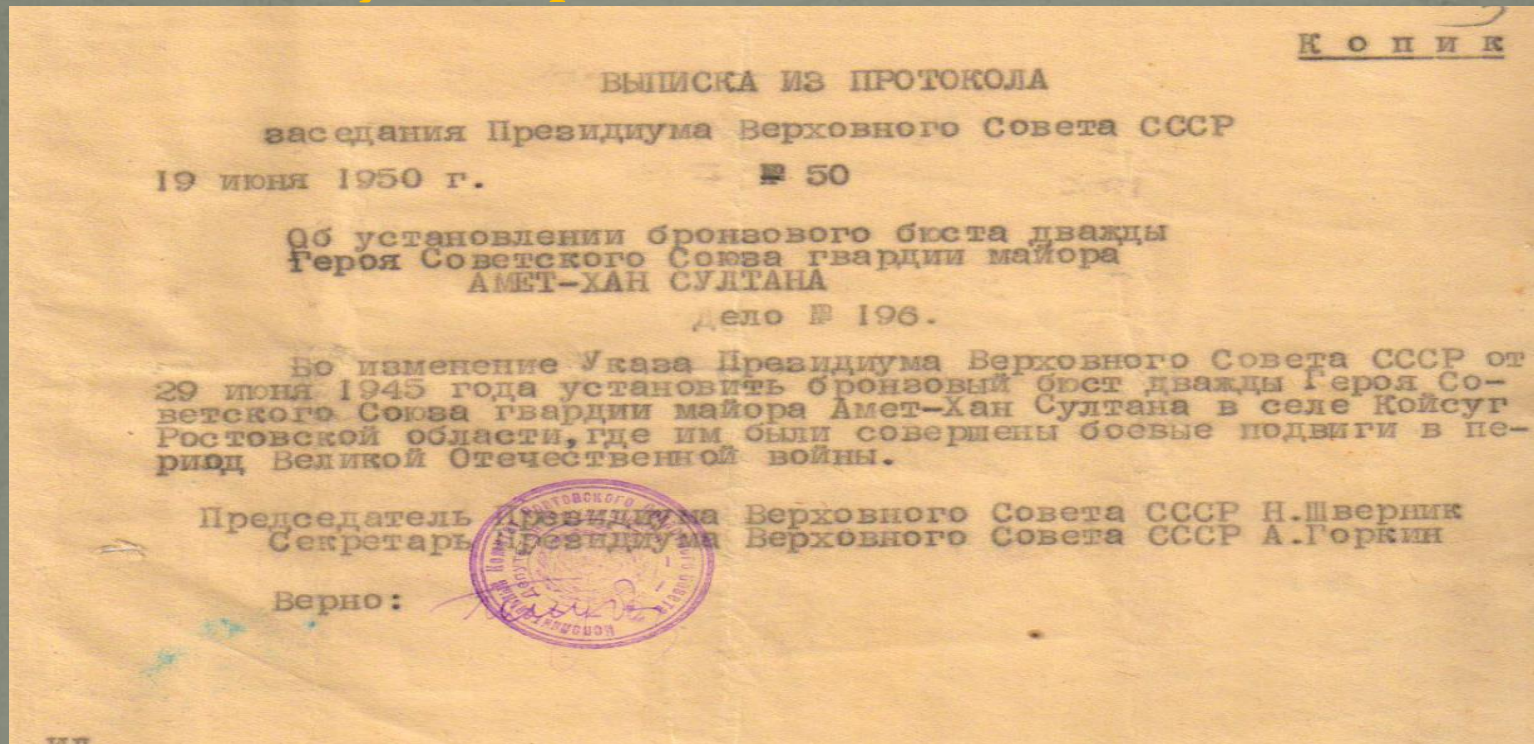 К о п и к
ВЫПИСКА ИЗ ПРОТОКОЛА
заседания Президиума Верховного Совета СССР
19 июня 1950 г. № 50
Об установлении бронзового бюста дважды
Героя Советского Союза гвардии майора
АМЕТ-ХАН СУЛТАНА
Дело № 196.
Во изменение Указа Президиума Верховного Совета СССР от
29 июня 1945 года установить бронзовый бюст дважды Героя Со-
ветского Союза гвардии майора Амет-Хан Султана в селе Койсуг
Ростовской области, где им были совершены боевые подвиги в пе-
риод Великой Отечественной войны.
Председатель Президиума Верховного Совета СССР Н.Шверник
Секретарь Президиума Верховного Совета СССР А.Горкин
Верно: